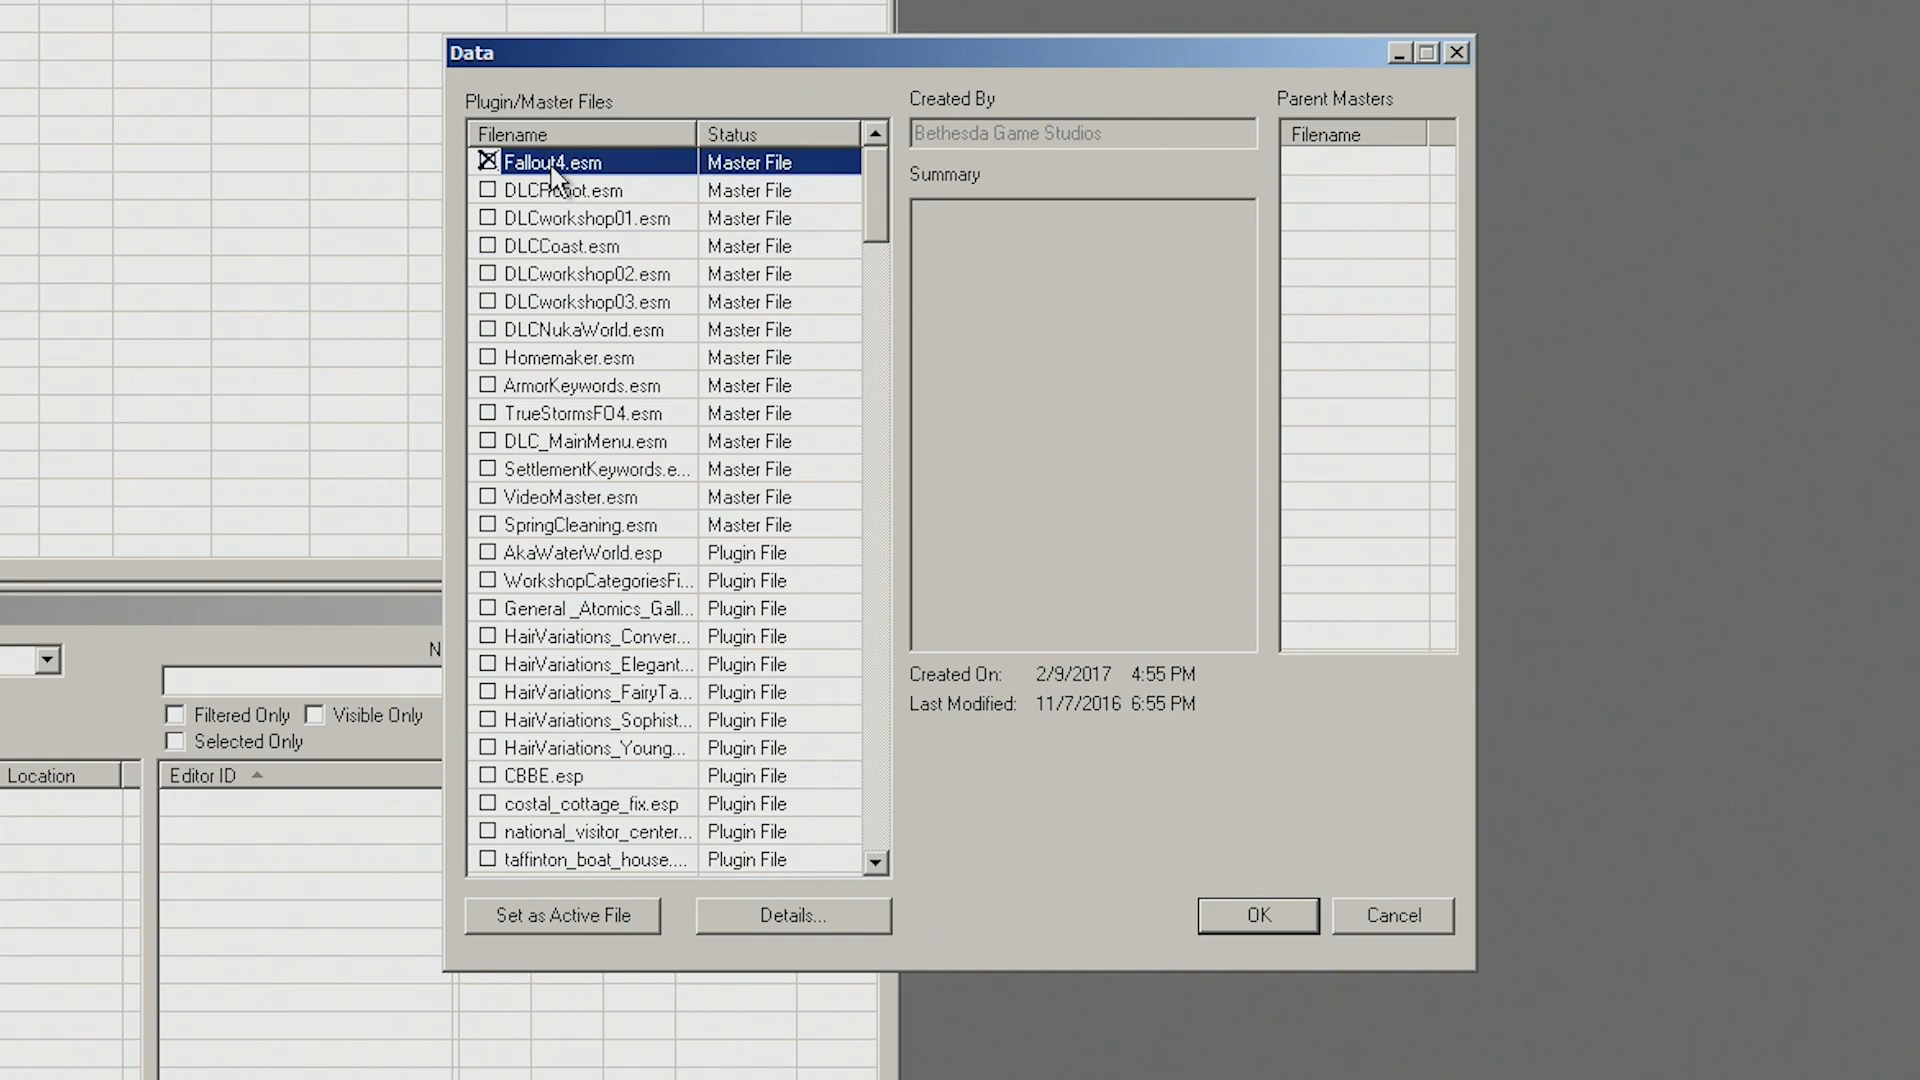 Data
Plugin/Master Files
Created By
Parent Masters
Filename Status
Bethesda Game Studios
Filename
Summary
Fallout4.esm Master File
DLCRobot.esm Master File
DLCworkshop01.esm Master File
DLCCoast.esm Master File
DLCworkshop02.esm Master File
DLCworkshop03.esm Master File
DLCNukaWorld.esm Master File
Homemaker.esm Master File
ArmorKeywords.esm Master File
TrueStormsFO4.esm Master File
DLC_MainMenu.esm Master File
SettlementKeywords.e... Master File
VideoMaster.esm Master File
SpringCleaning.esm Master File
AkaWaterWorld.esp Plugin File
WorkshopCategoriesFi... Plugin File
General_Atomics_Gall... Plugin File
HairVariations_Conver... Plugin File
HairVariations_Elegant... Plugin File
HairVariations_FairyTa... Plugin File
HairVariations_Sophist... Plugin File
HairVariations_Young... Plugin File
CBBE.esp Plugin File
costal_cottage_fix.esp Plugin File
national_visitor_center... Plugin File
taffinton_boat_house.... Plugin File
Created On: 2/9/2017 4:55 PM
Last Modified: 11/7/2016 6:55 PM
Set as Active File
Details...
OK
Cancel
N
Filtered Only Visible Only
Selected Only
Location
Editor ID